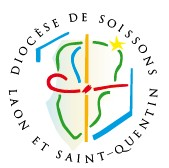 DIOCÈSE DE SOISSONS
LAON ET SAINT-QUENTIN